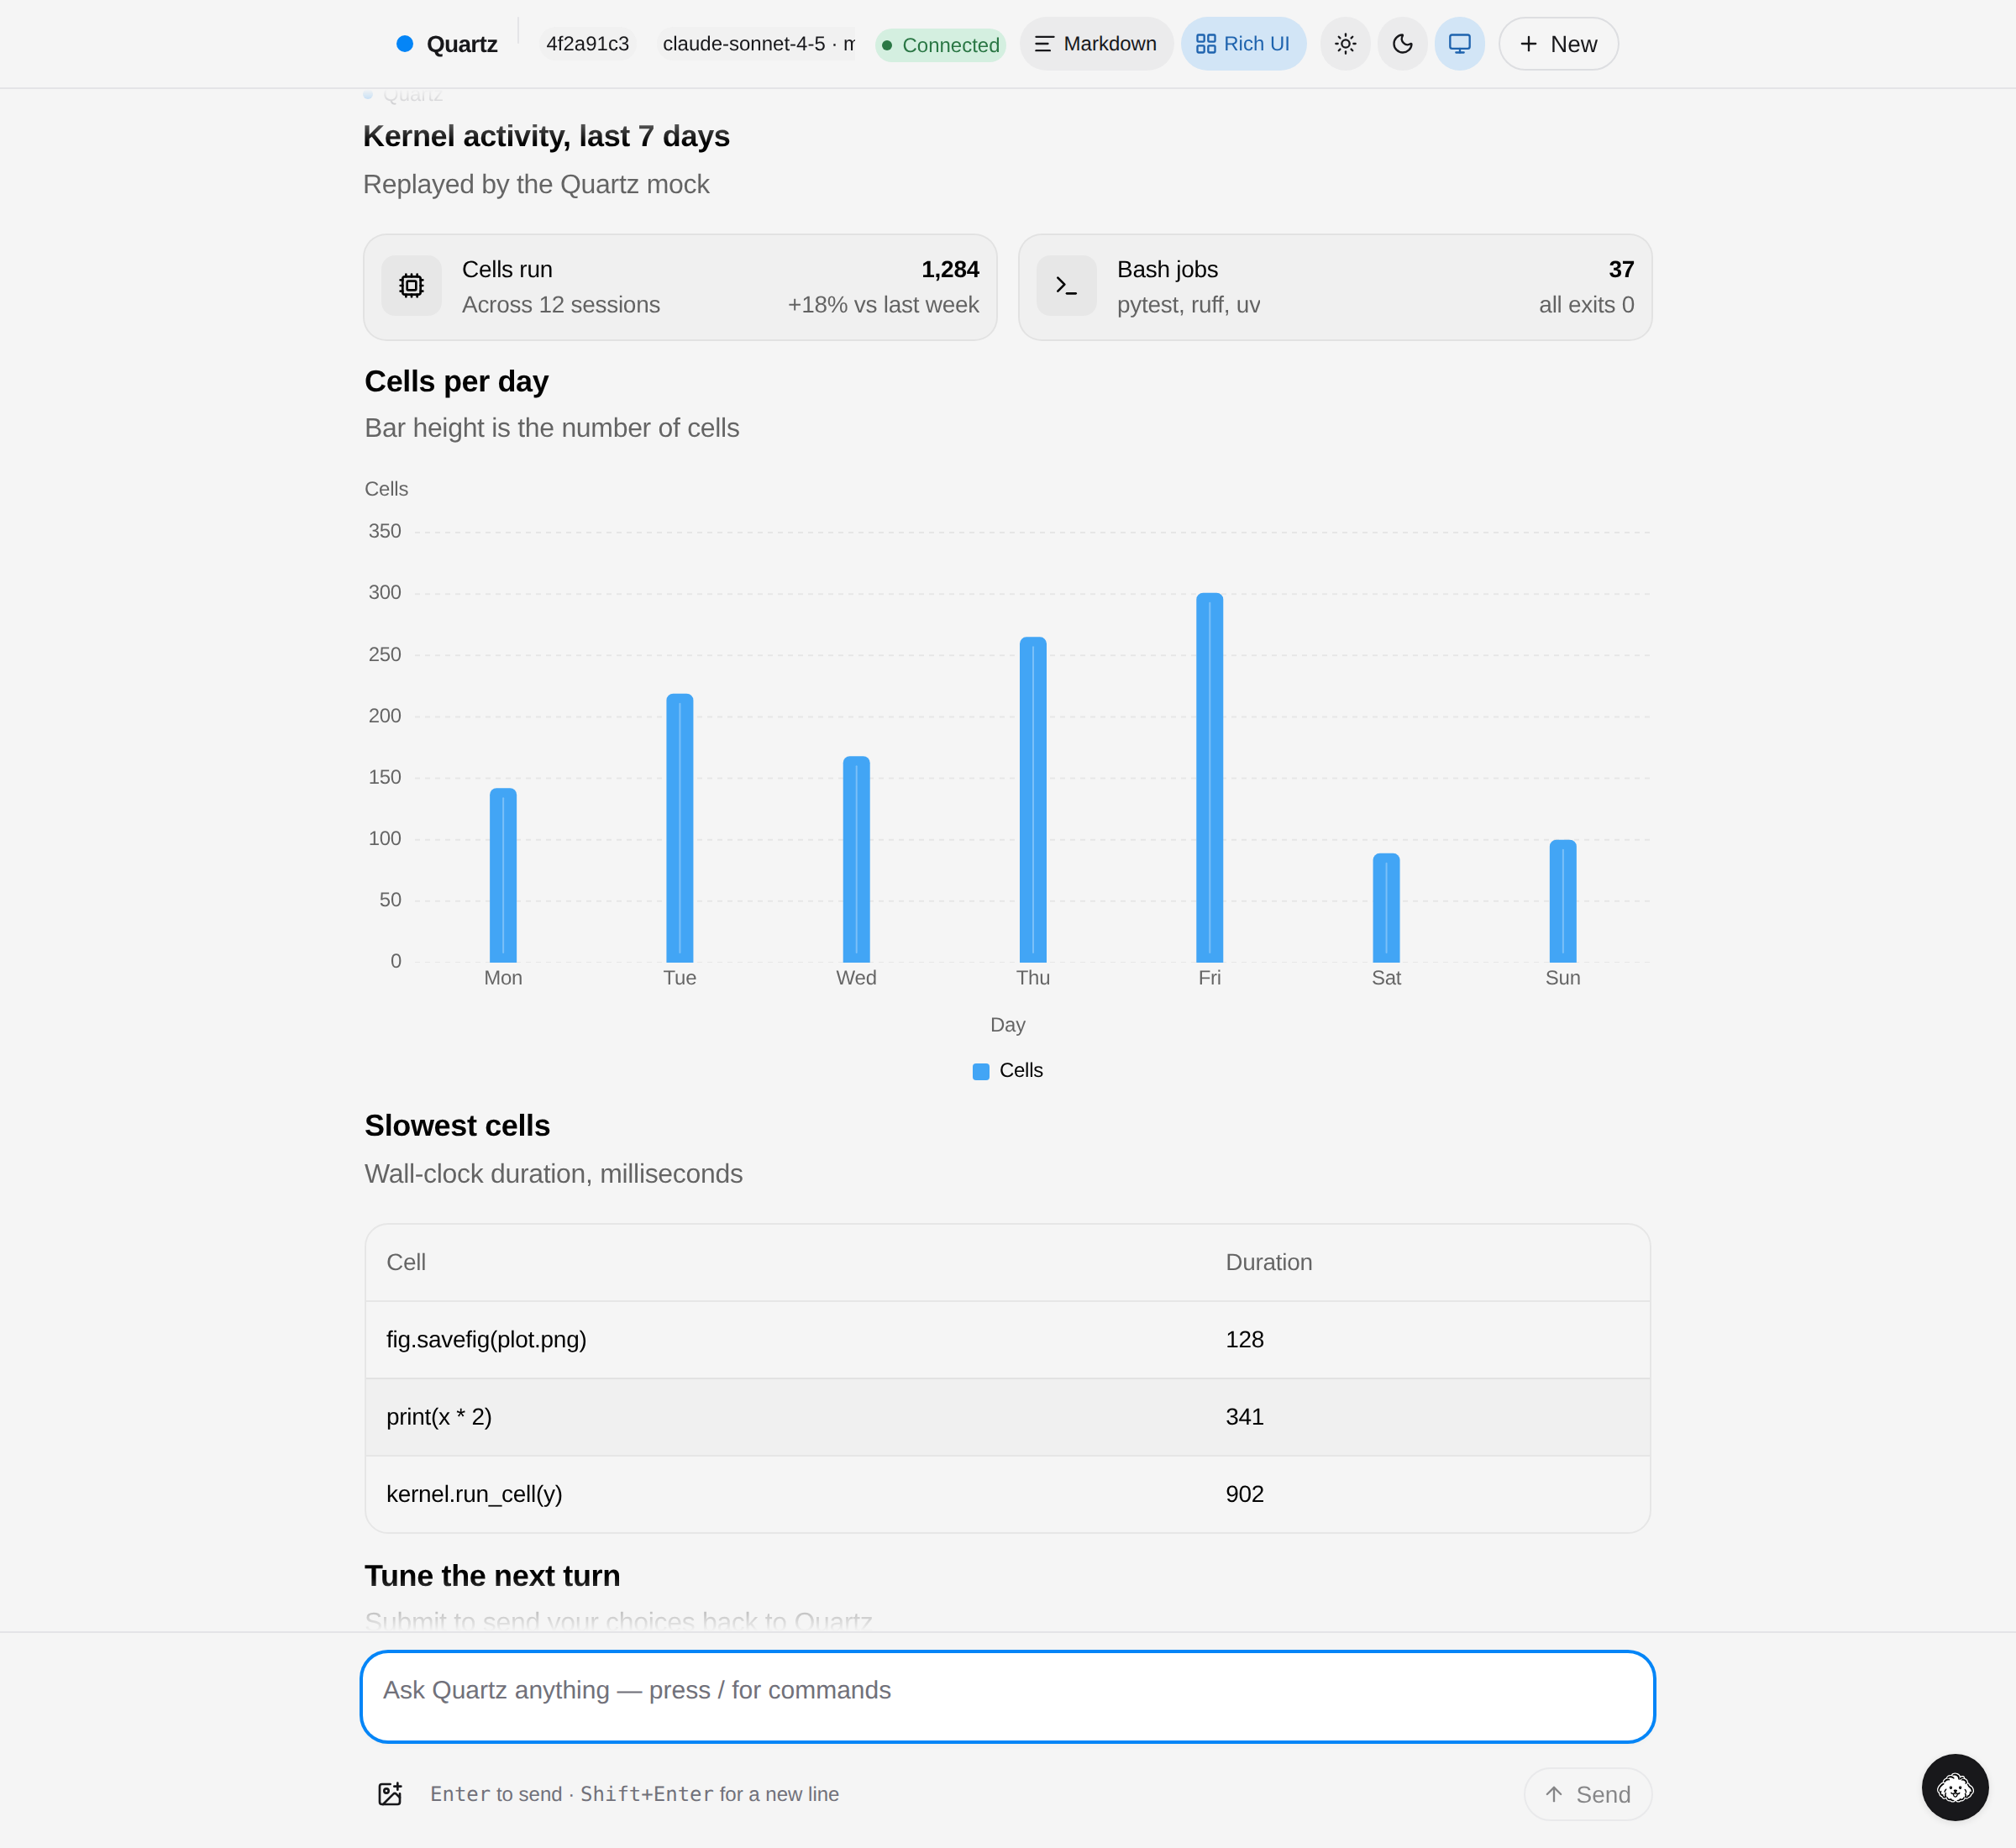 Quartz
4f2a91c3
claude-sonnet-4-5 · m
Connected
Markdown
Rich UI
New
Quartz
Kernel activity, last 7 days
Replayed by the Quartz mock
Cells run
1,284
Across 12 sessions
+18% vs last week
Bash jobs
37
pytest, ruff, uv
all exits 0
Cells per day
Bar height is the number of cells
Cells
350
300
250
200
150
100
50
0
Mon Tue Wed Thu Fri Sat Sun
Day
Cells
Slowest cells
Wall-clock duration, milliseconds
Cell Duration
fig.savefig(plot.png) 128
print(x * 2) 341
kernel.run_cell(y) 902
Tune the next turn
Submit to send your choices back to Quartz
Ask Quartz anything — press / for commands
Enter to send · Shift+Enter for a new line
Send